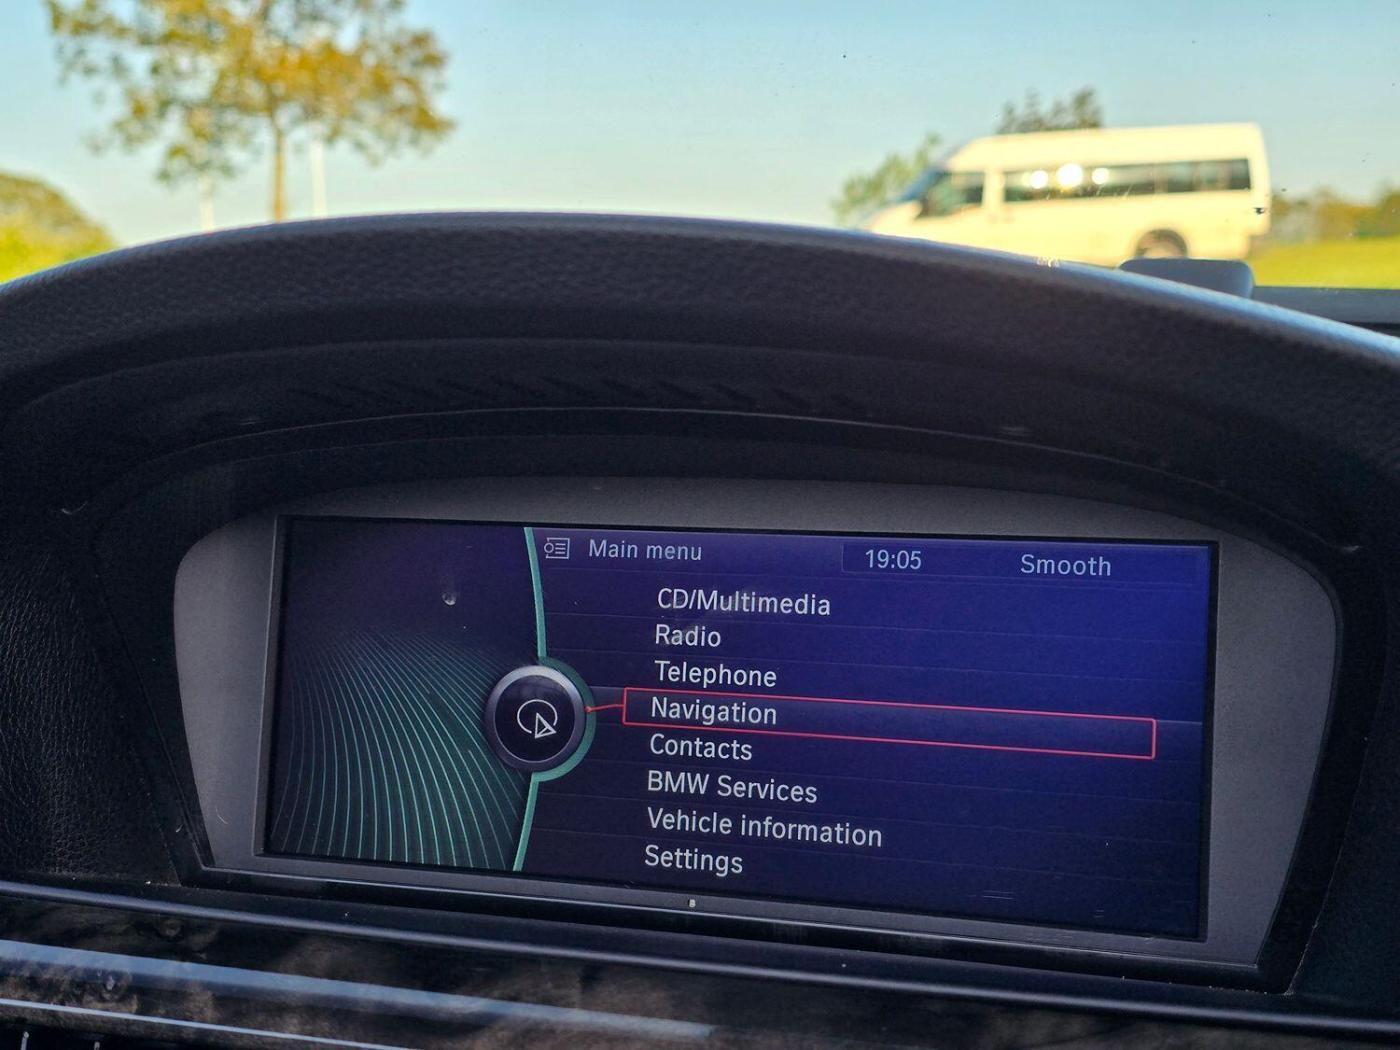 Main menu 19:05 Smooth
CD/Multimedia
Radio
Telephone
Navigation
Contacts
BMW Services
Vehicle information
Settings